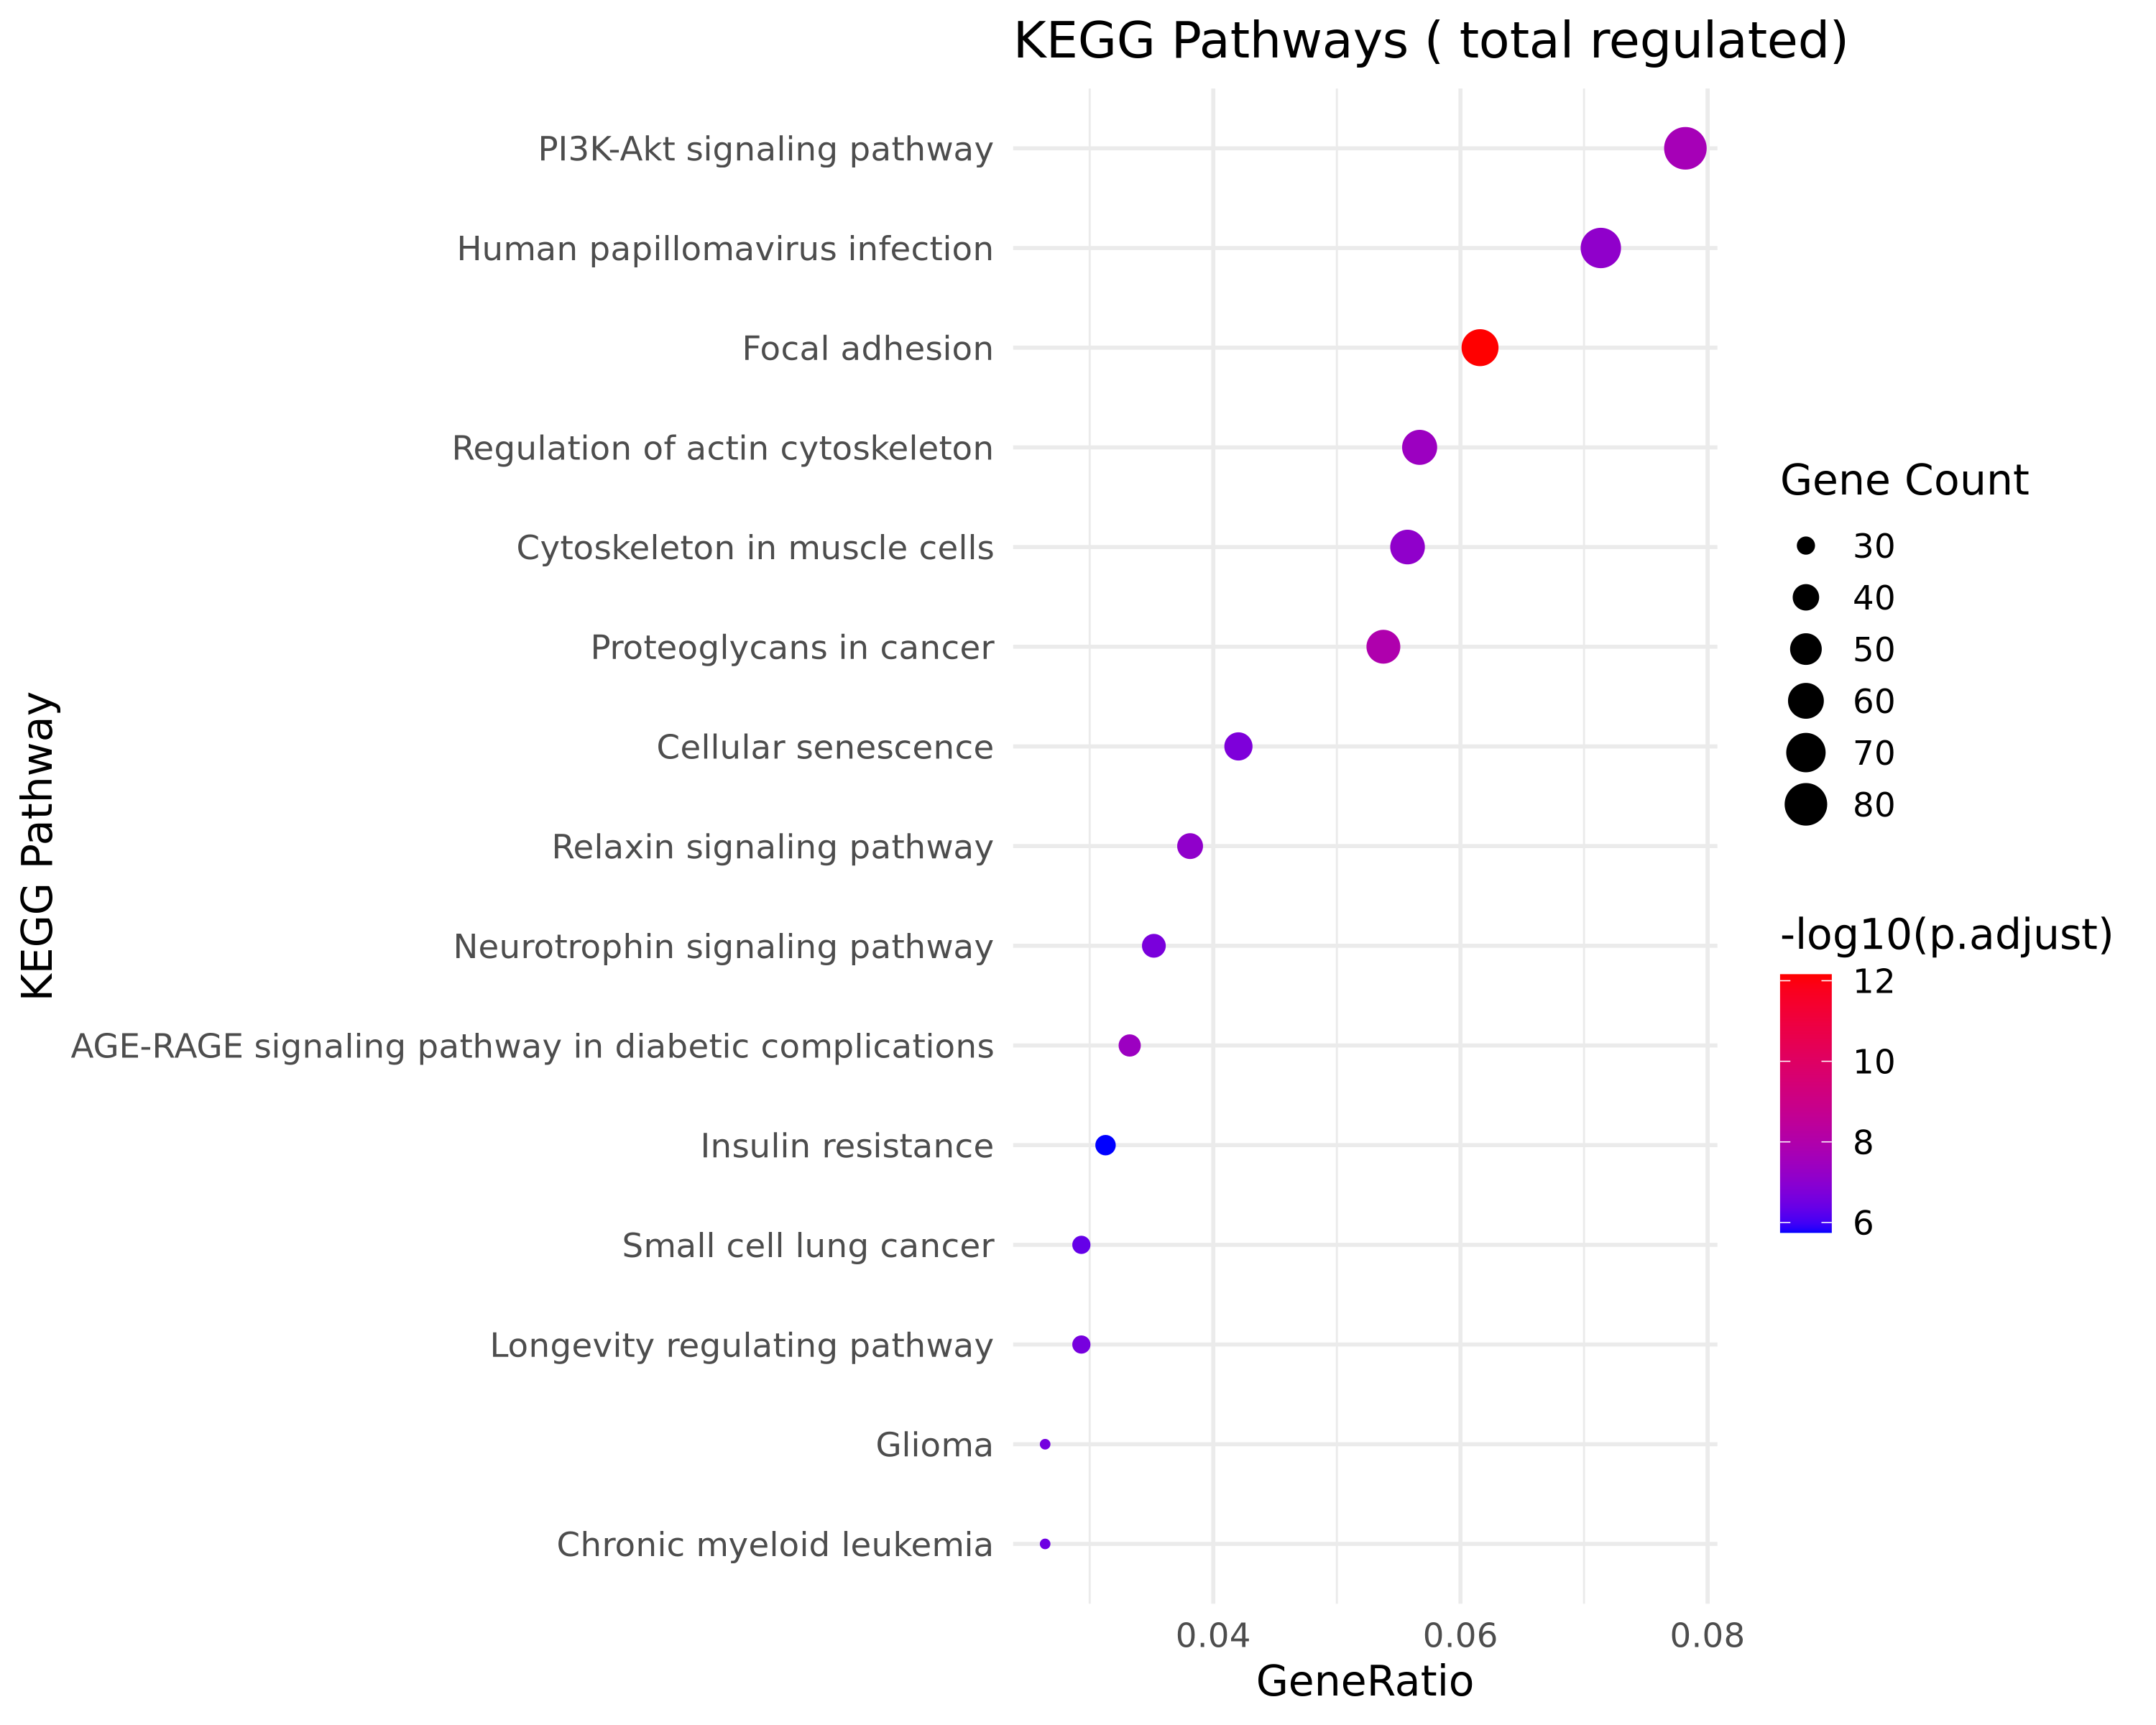 KEGG Pathways ( total regulated)
KEGG Pathway
PI3K-Akt signaling pathway
Human papillomavirus infection
Focal adhesion
Regulation of actin cytoskeleton
Cytoskeleton in muscle cells
Proteoglycans in cancer
Cellular senescence
Relaxin signaling pathway
Neurotrophin signaling pathway
AGE-RAGE signaling pathway in diabetic complications
Insulin resistance
Small cell lung cancer
Longevity regulating pathway
Glioma
Chronic myeloid leukemia
0.04 0.06 0.08
GeneRatio
Gene Count
30
40
50
60
70
80
-log10(p.adjust)
12
10
8
6